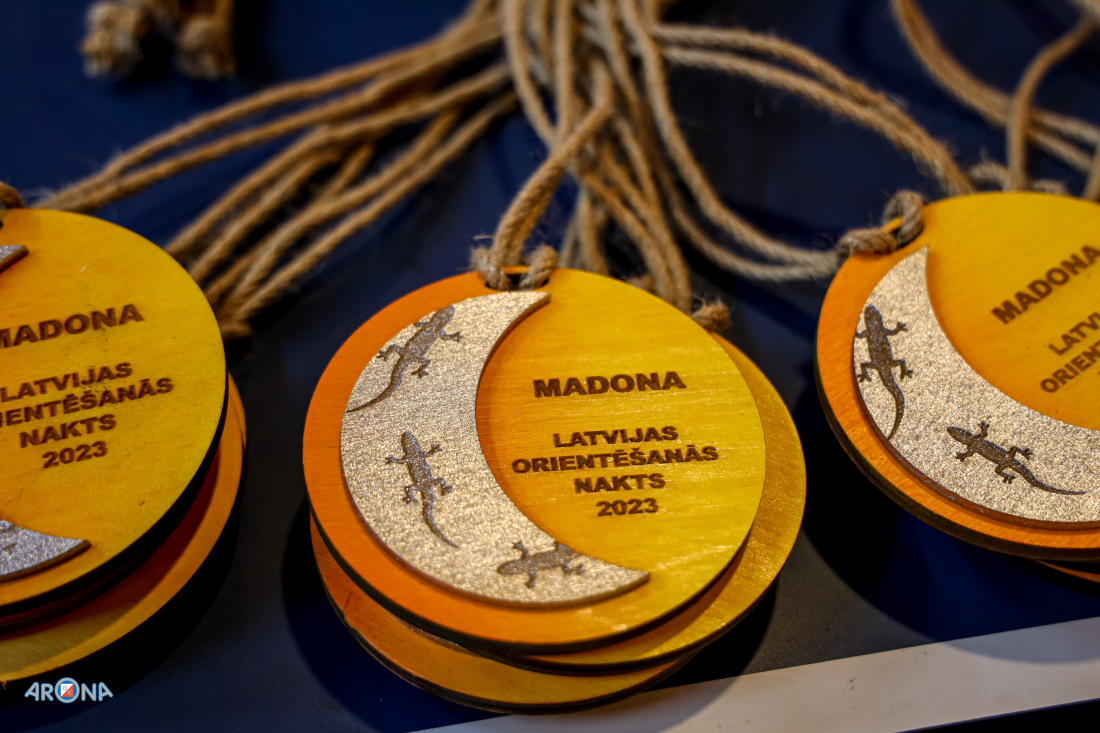 MADONA
LATVIJAS
ORIENTĒŠANĀS
NAKTS
2023
MADONA
LATVIJAS
ORIENTĒŠANĀS
NAKTS
2023
MADONA
ARONA